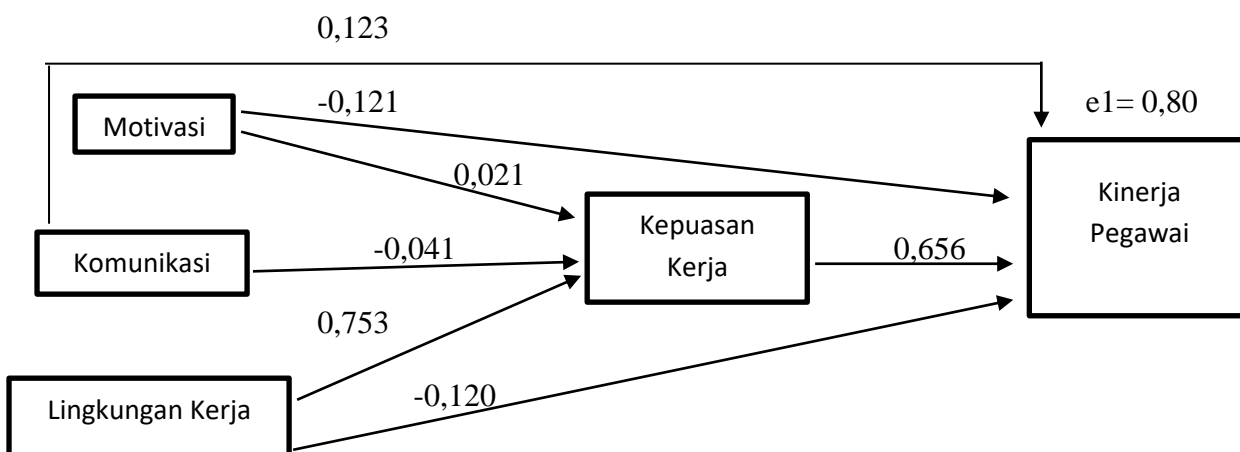 0,123
-0,121
e1= 0,80
Motivasi
0,021
Kinerja
Pegawai
Kepuasan
Kerja
Komunikasi
-0,041
0,656
0,753
Lingkungan Kerja
-0,120